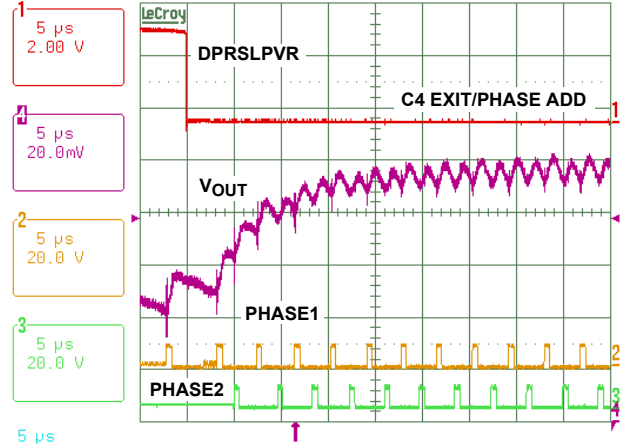 LeCroy
1
5 µs
2.00 V
DPRSLPVR
C4 EXIT/PHASE ADD
1
4
5 µs
20.0mV
VOUT
2
5 µs
20.0 V
PHASE1
2
3
5 µs
20.0 V
PHASE2
3
4
5 µs